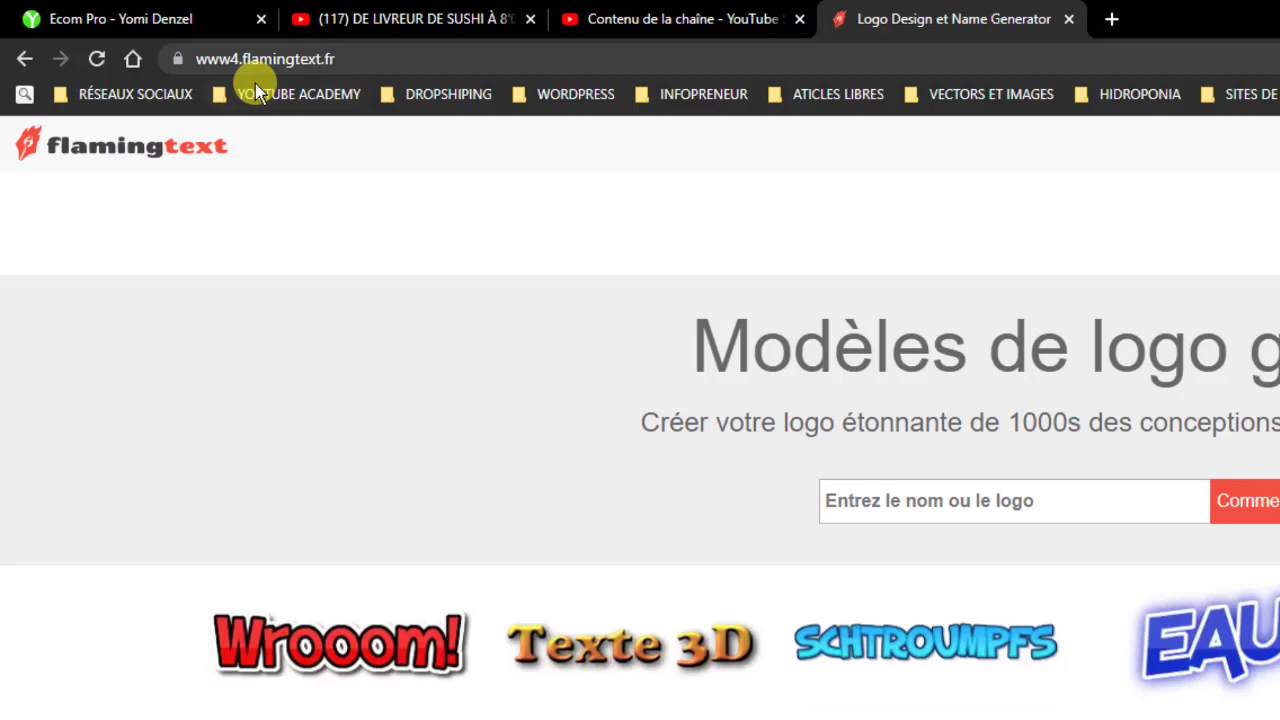 Ecom Pro - Yomi Denzel
(117) DE LIVREUR DE SUSHI À 8'
Contenu de la chaîne - YouTube
Logo Design et Name Generator
www4.flamingtext.fr
RÉSEAUX SOCIAUX
YOUTUBE ACADEMY
DROPSHIPING
WORDPRESS
INFOPRENEUR
ATICLES LIBRES
VECTORS ET IMAGES
HIDROPONIA
SITES DE
flamingtext
Modèles de logo g
Créer votre logo étonnante de 1000s des conceptions
Entrez le nom ou le logo
Comme
Wrooom!
Texte 3D
SCHTROUMPFS
EAU